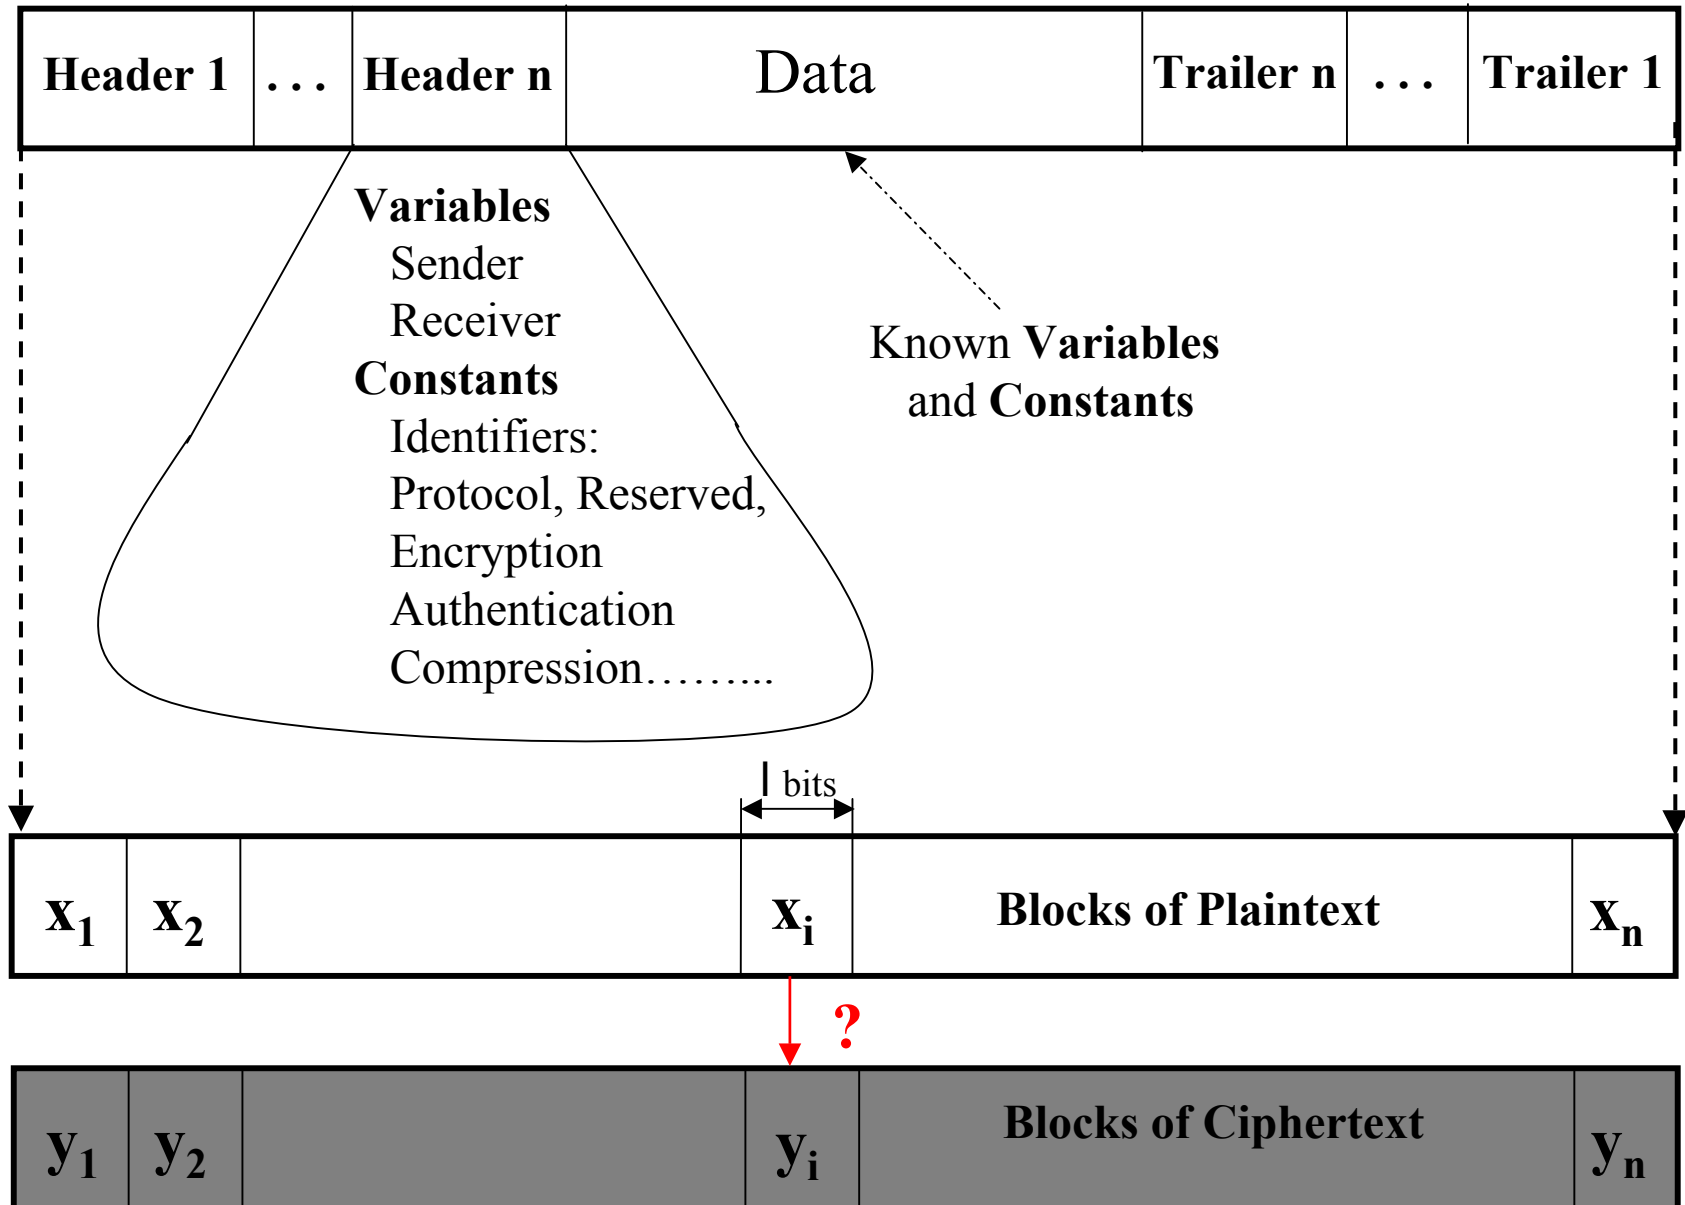 Header 1 ... Header n Data Trailer n ... Trailer 1
Variables
Sender
Receiver
Constants
Identifiers:
Protocol, Reserved,
Encryption
Authentication
Compression……...
Known Variables
and Constants
l bits
x1 x2 xi Blocks of Plaintext xn
?
y1 y2 yi Blocks of Ciphertext yn